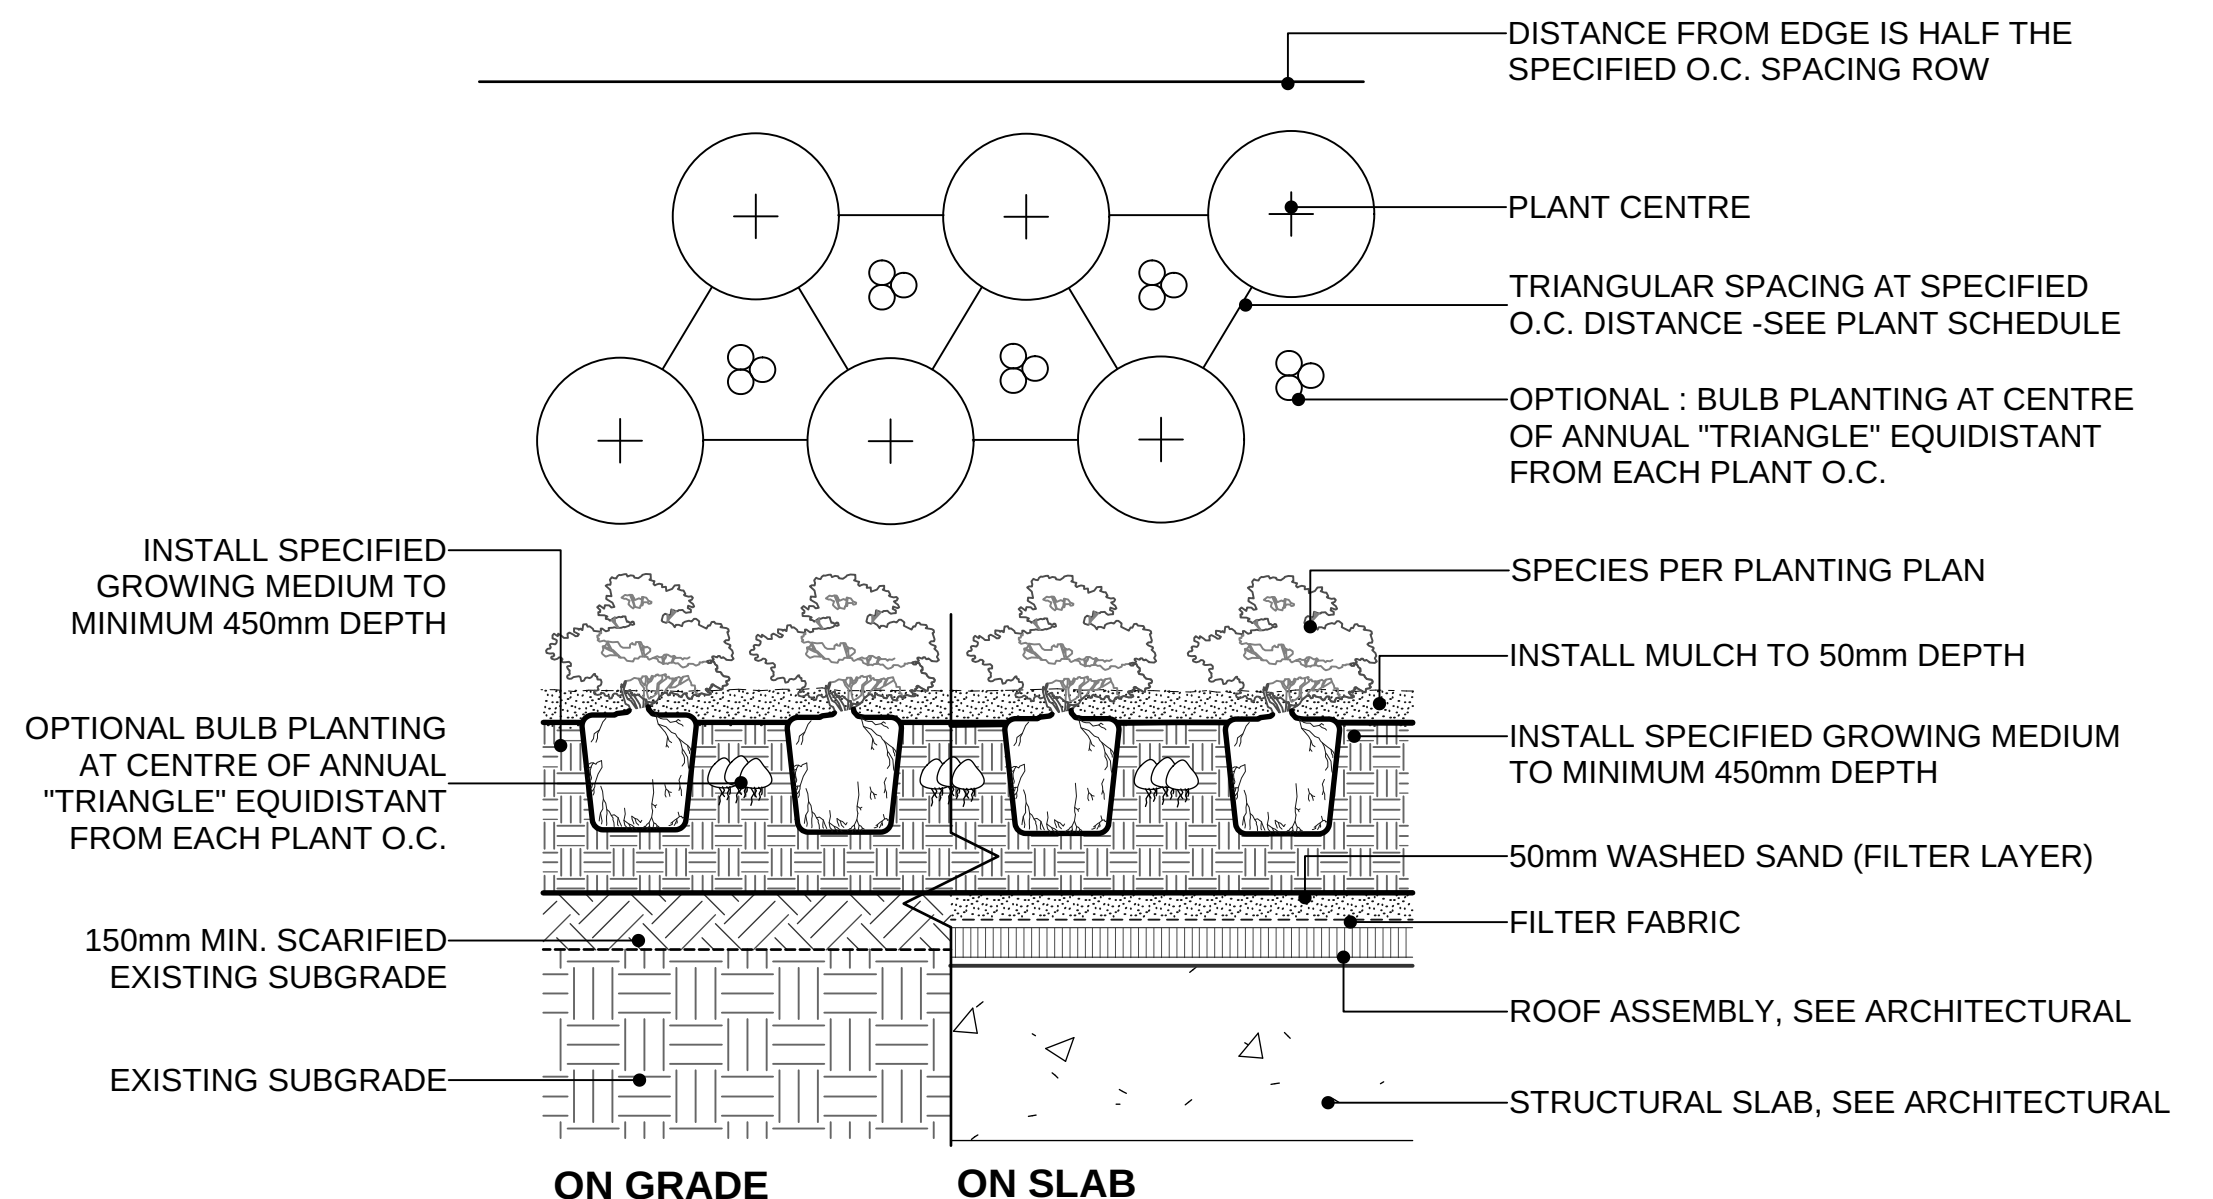 DISTANCE FROM EDGE IS HALF THE
SPECIFIED O.C. SPACING ROW
PLANT CENTRE
TRIANGULAR SPACING AT SPECIFIED
O.C. DISTANCE -SEE PLANT SCHEDULE
OPTIONAL : BULB PLANTING AT CENTRE
OF ANNUAL "TRIANGLE" EQUIDISTANT
FROM EACH PLANT O.C.
INSTALL SPECIFIED
GROWING MEDIUM TO
MINIMUM 450mm DEPTH
OPTIONAL BULB PLANTING
AT CENTRE OF ANNUAL
"TRIANGLE" EQUIDISTANT
FROM EACH PLANT O.C.
150mm MIN. SCARIFIED
EXISTING SUBGRADE
EXISTING SUBGRADE
SPECIES PER PLANTING PLAN
INSTALL MULCH TO 50mm DEPTH
INSTALL SPECIFIED GROWING MEDIUM
TO MINIMUM 450mm DEPTH
50mm WASHED SAND (FILTER LAYER)
FILTER FABRIC
ROOF ASSEMBLY, SEE ARCHITECTURAL
STRUCTURAL SLAB, SEE ARCHITECTURAL
ON GRADE
ON SLAB